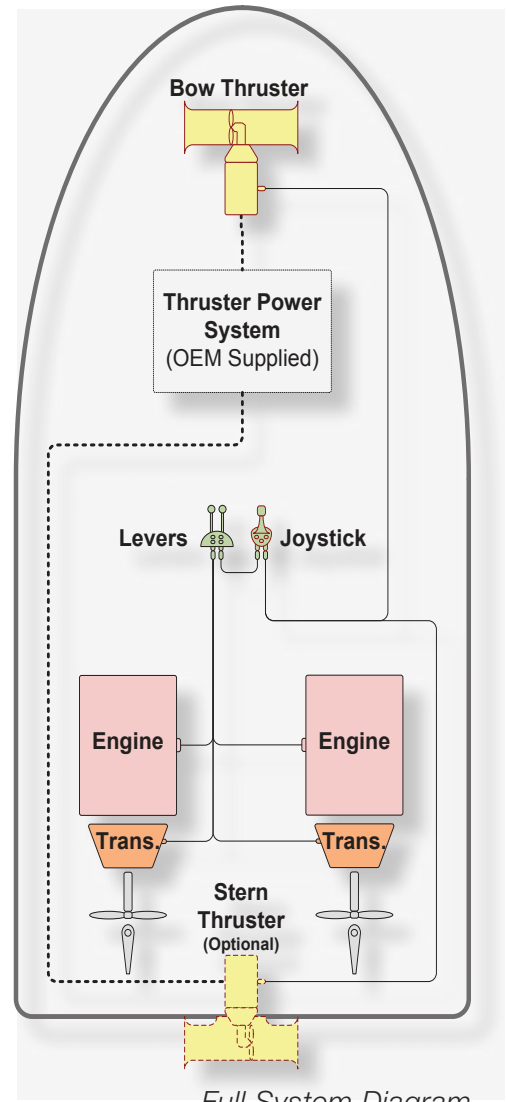 Bow Thruster
Thruster Power
System
(OEM Supplied)
Levers
Joystick
Engine
Engine
Trans.
Trans.
Stern
Thruster
(Optional)
Full System Diagram